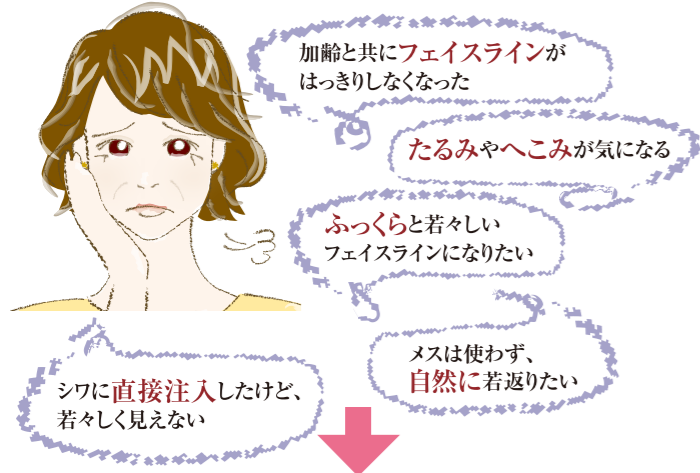 加齢と共にフェイスラインが
はっきりしなくなった
たるみやへこみが気になる
ふっくらと若々しい
フェイスラインになりたい
メスは使わず、
自然に若返りたい
シワに直接注入したけど、
若々しく見えない